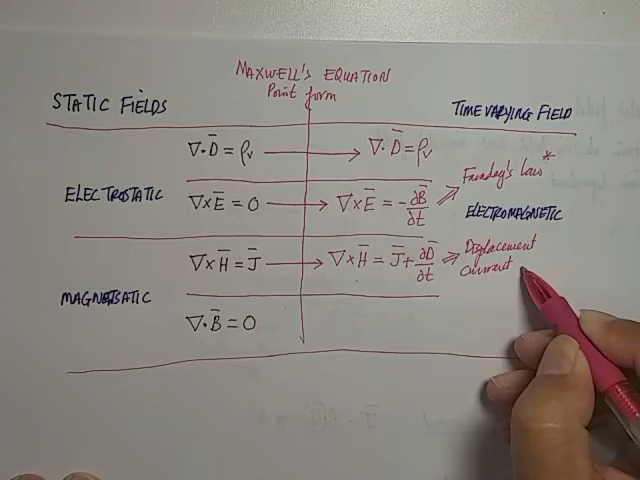 MAXWELL'S EQUATION
Point form
STATIC FIELDS
TIME VARYING FIELD
∇·D̄ = ρᵥ → ∇·D̄ = ρᵥ
Faraday's Law *
ELECTROSTATIC
∇×Ē = 0 → ∇×Ē = -∂B̄/∂t ⇒
ELECTROMAGNETIC
∇×H̄ = J̄ → ∇×H̄ = J̄ + ∂D̄/∂t ⇒ Displacement
Current
MAGNETSATIC
∇·B̄ = 0